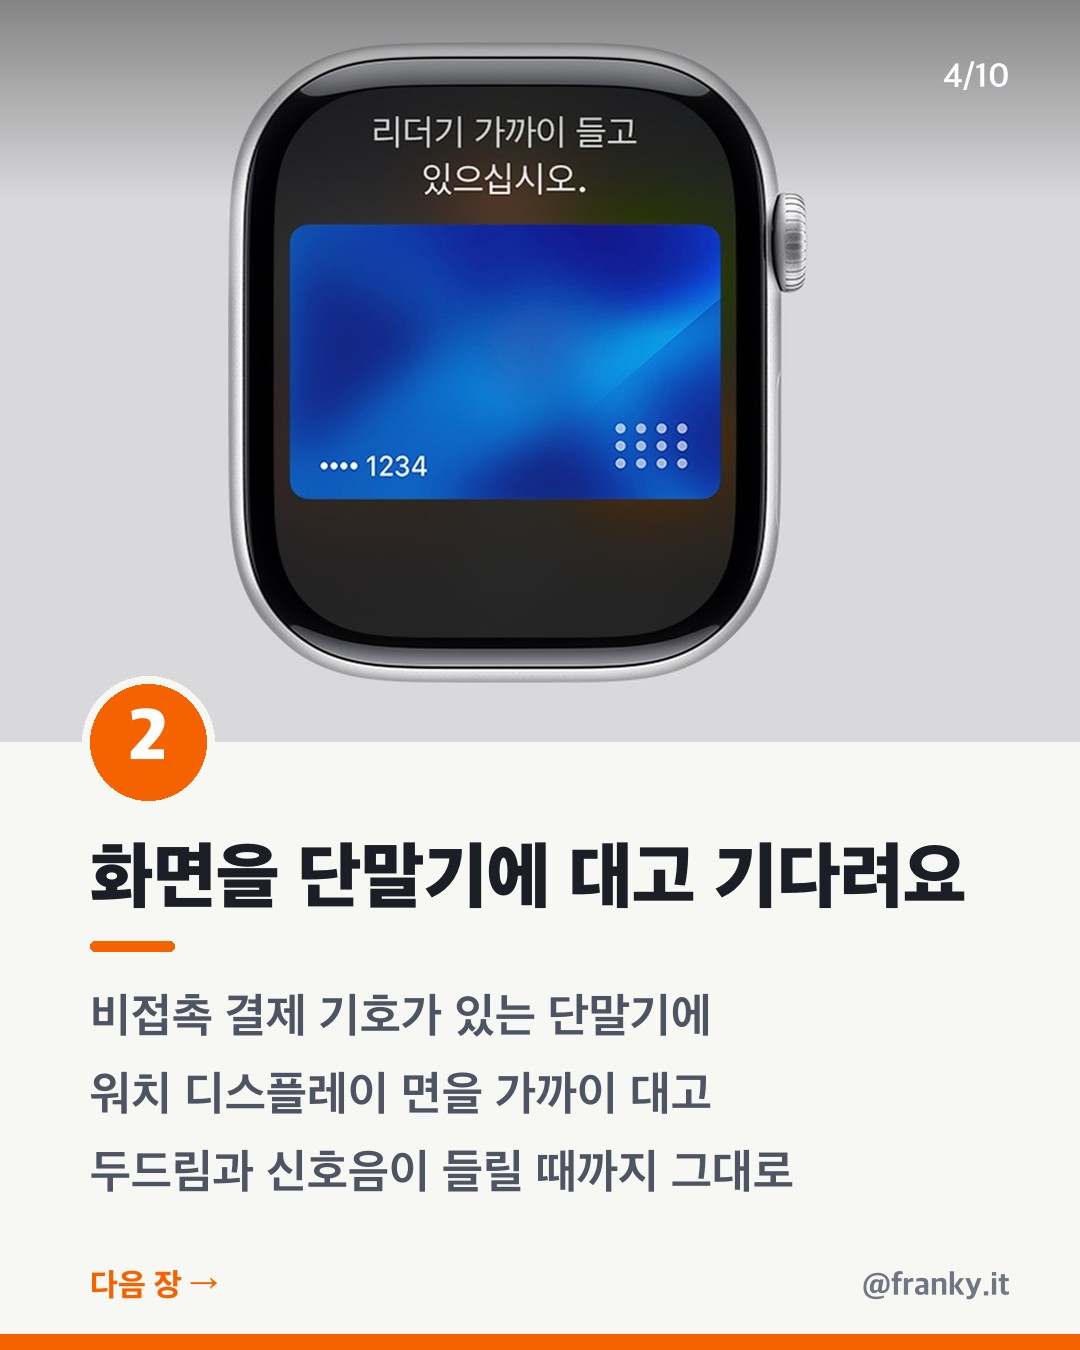 4/10
리더기 가까이 들고
있으십시오.
•••• 1234
2
화면을 단말기에 대고 기다려요
비접촉 결제 기호가 있는 단말기에
워치 디스플레이 면을 가까이 대고
두드림과 신호음이 들릴 때까지 그대로
다음 장 →
@franky.it